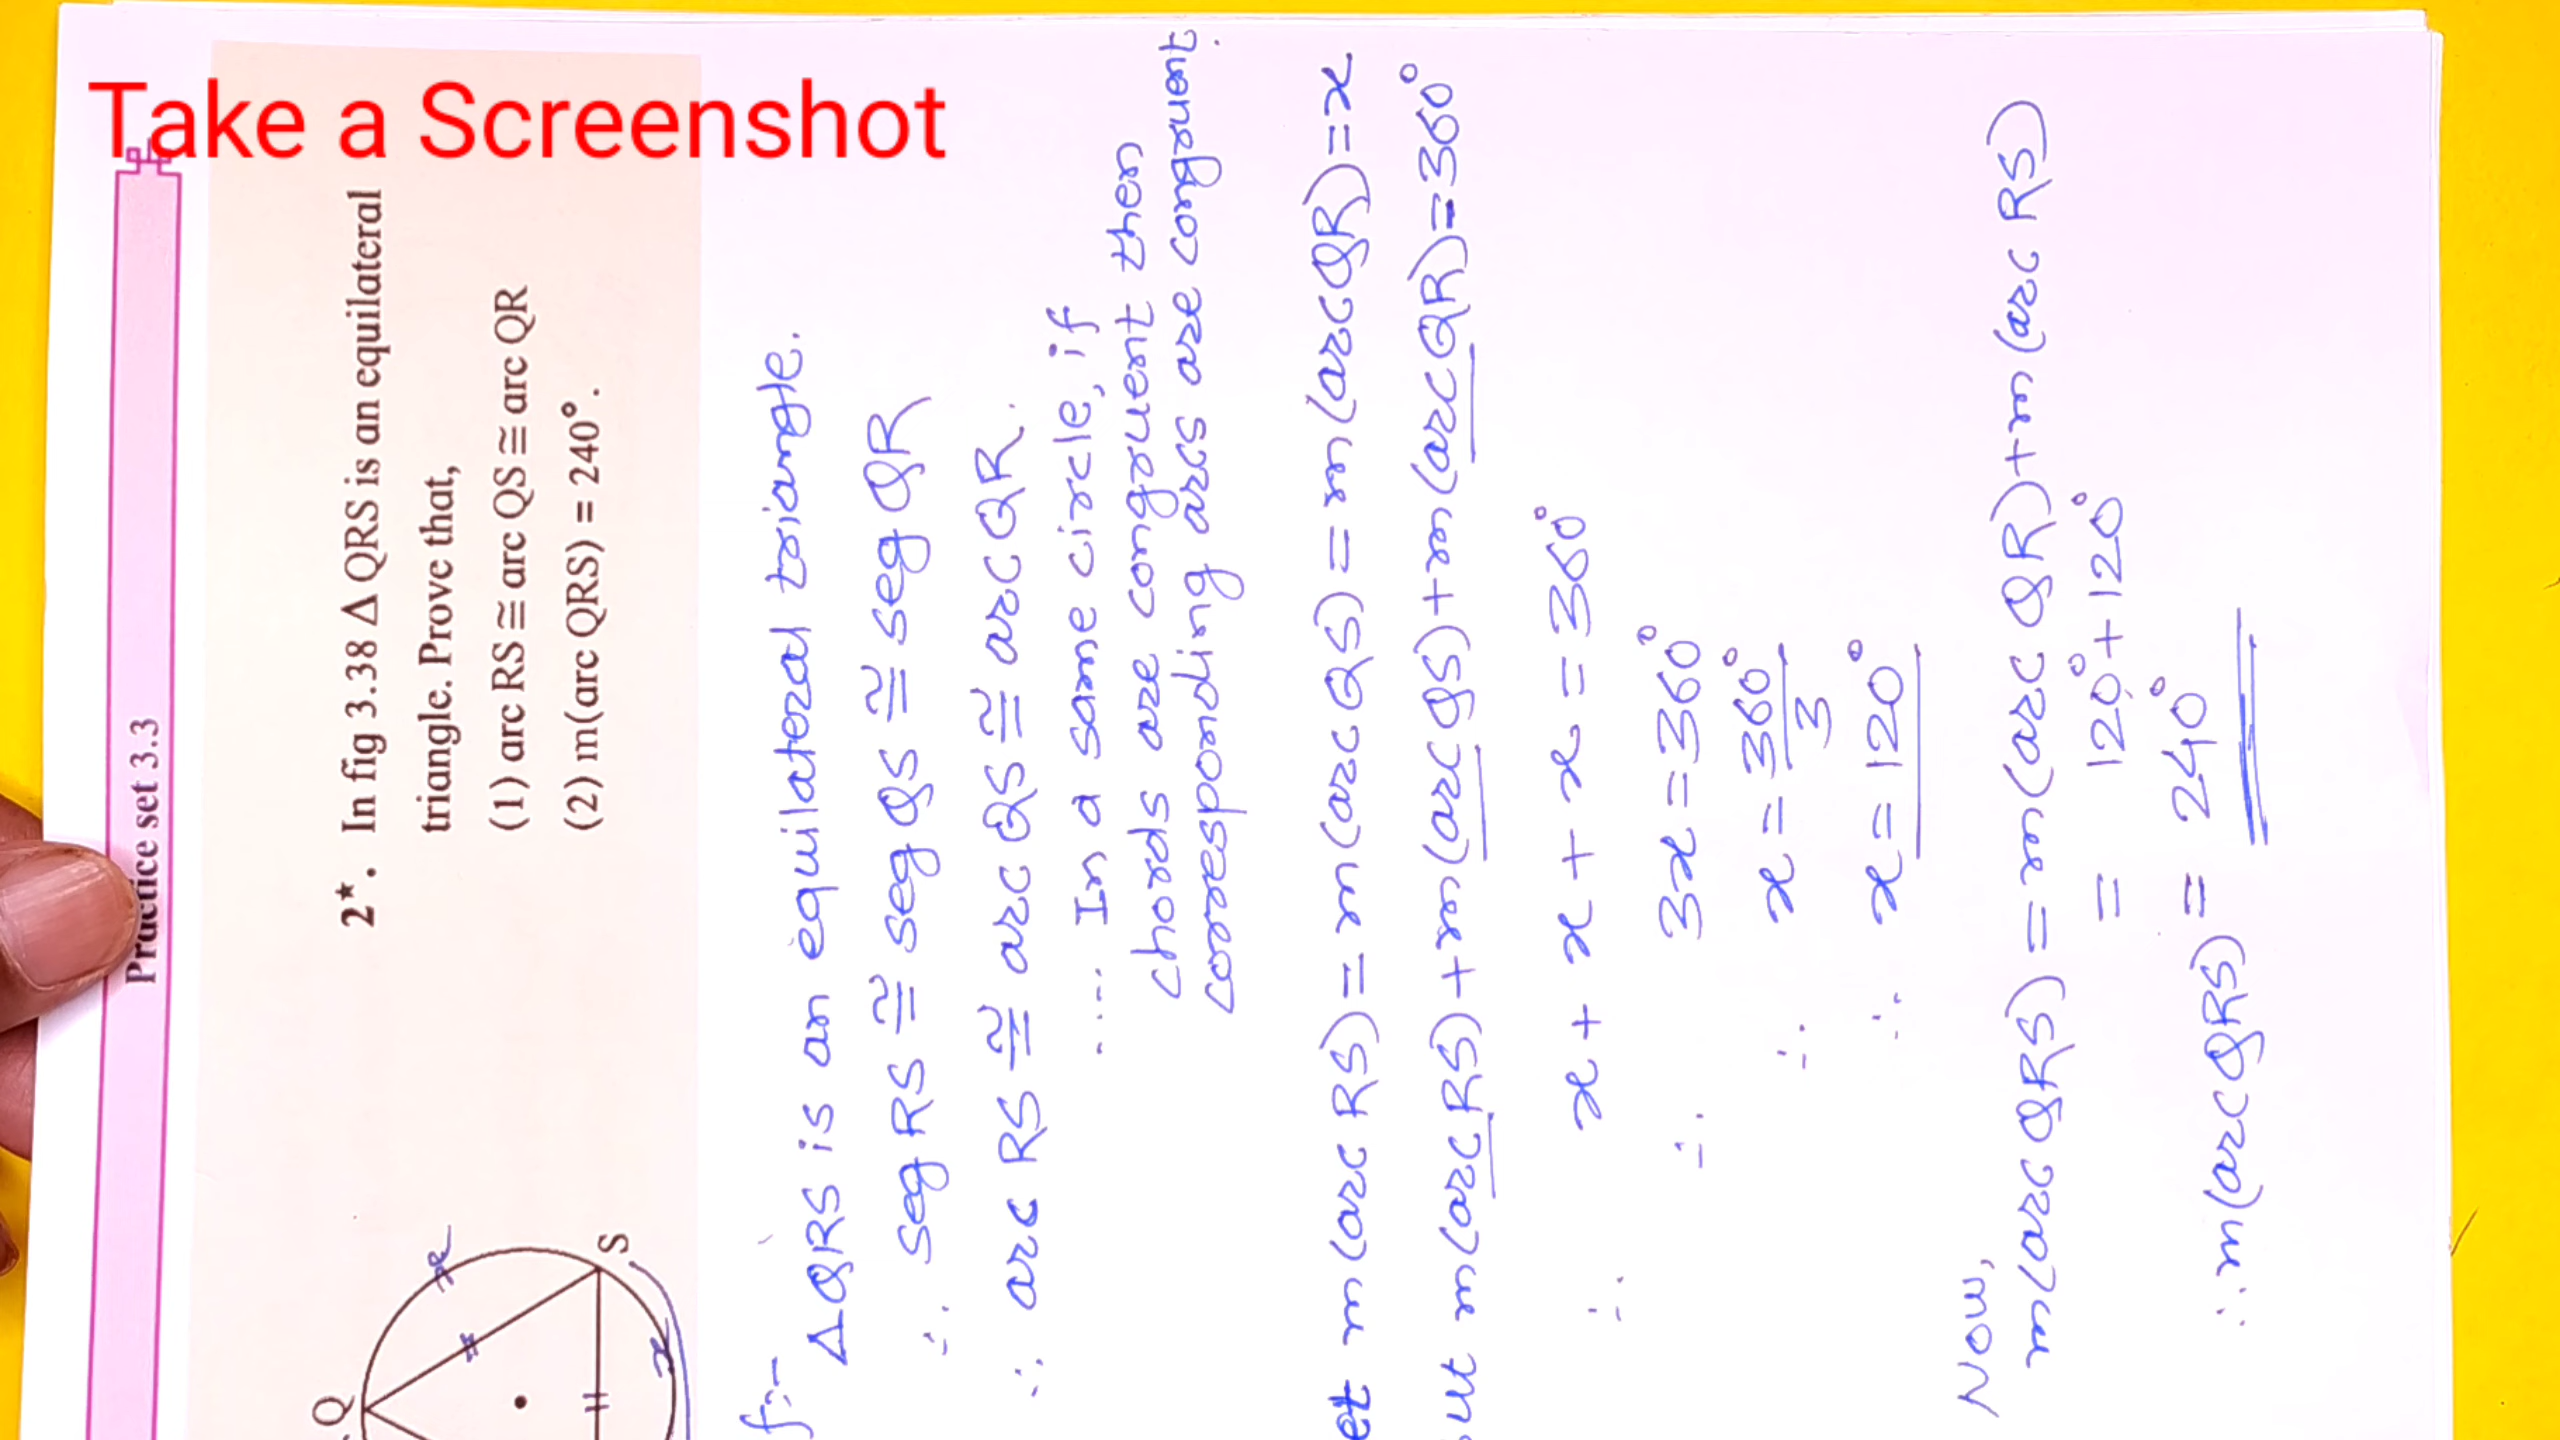 Take a Screenshot
Practice set 3.3
2*. In fig 3.38 Δ QRS is an equilateral
triangle. Prove that,
(1) arc RS ≅ arc QS ≅ arc QR
(2) m(arc QRS) = 240°.
Q
S
x
x
f:-
ΔQRS is an equilateral triangle.
∴ seg RS ≅ seg QS ≅ seg QR
∴ arc RS ≅ arc QS ≅ arc QR.
.... In a same circle, if
chords are congruent then
corresponding arcs are congruent.
et m(arc RS) = m(arc QS) = m(arc QR) = x
ut m(arc RS) + m(arc QS) + m(arc QR) = 360°
∴ x + x + x = 360°
∴ 3x = 360°
∴ x = 360°/3
∴ x = 120°
Now,
m(arc QRS) = m(arc QR) + m(arc RS)
= 120° + 120°
∴ m(arc QRS) = 240°